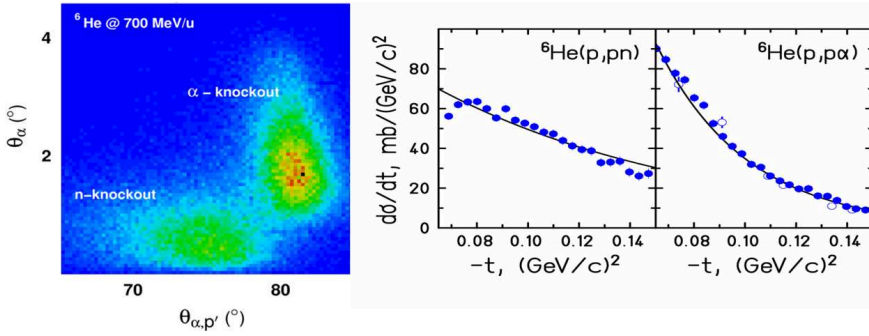 ⁶He @ 700 MeV/u
α – knockout
n-knockout
4
2
θα (°)
70
80
θα,p′ (°)
⁶He(p,pn)
⁶He(p,pα)
90
80
60
40
20
0
dσ/dt, mb/(GeV/c)²
0.08
0.10
0.12
0.14
0.08
0.10
0.12
0.14
-t, (GeV/c)²
-t, (GeV/c)²